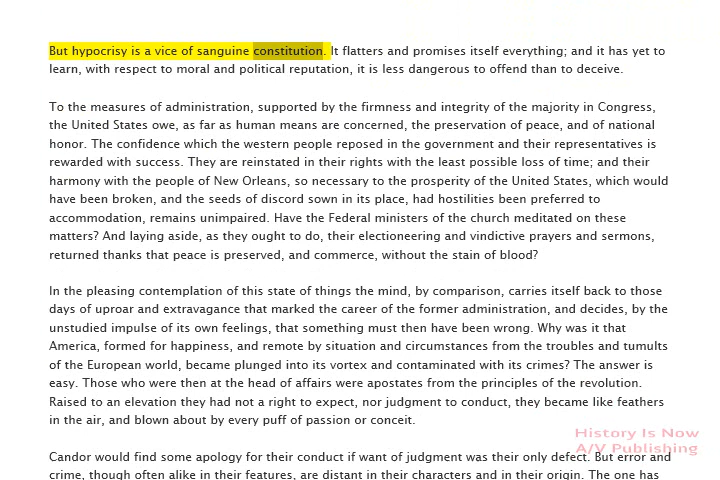 But hypocrisy is a vice of sanguine constitution. It flatters and promises itself everything; and it has yet to
learn, with respect to moral and political reputation, it is less dangerous to offend than to deceive.
To the measures of administration, supported by the firmness and integrity of the majority in Congress,
the United States owe, as far as human means are concerned, the preservation of peace, and of national
honor. The confidence which the western people reposed in the government and their representatives is
rewarded with success. They are reinstated in their rights with the least possible loss of time; and their
harmony with the people of New Orleans, so necessary to the prosperity of the United States, which would
have been broken, and the seeds of discord sown in its place, had hostilities been preferred to
accommodation, remains unimpaired. Have the Federal ministers of the church meditated on these
matters? And laying aside, as they ought to do, their electioneering and vindictive prayers and sermons,
returned thanks that peace is preserved, and commerce, without the stain of blood?
In the pleasing contemplation of this state of things the mind, by comparison, carries itself back to those
days of uproar and extravagance that marked the career of the former administration, and decides, by the
unstudied impulse of its own feelings, that something must then have been wrong. Why was it that
America, formed for happiness, and remote by situation and circumstances from the troubles and tumults
of the European world, became plunged into its vortex and contaminated with its crimes? The answer is
easy. Those who were then at the head of affairs were apostates from the principles of the revolution.
Raised to an elevation they had not a right to expect, nor judgment to conduct, they became like feathers
in the air, and blown about by every puff of passion or conceit.
History Is Now
A/V Publishing
Candor would find some apology for their conduct if want of judgment was their only defect. But error and
crime, though often alike in their features, are distant in their characters and in their origin. The one has